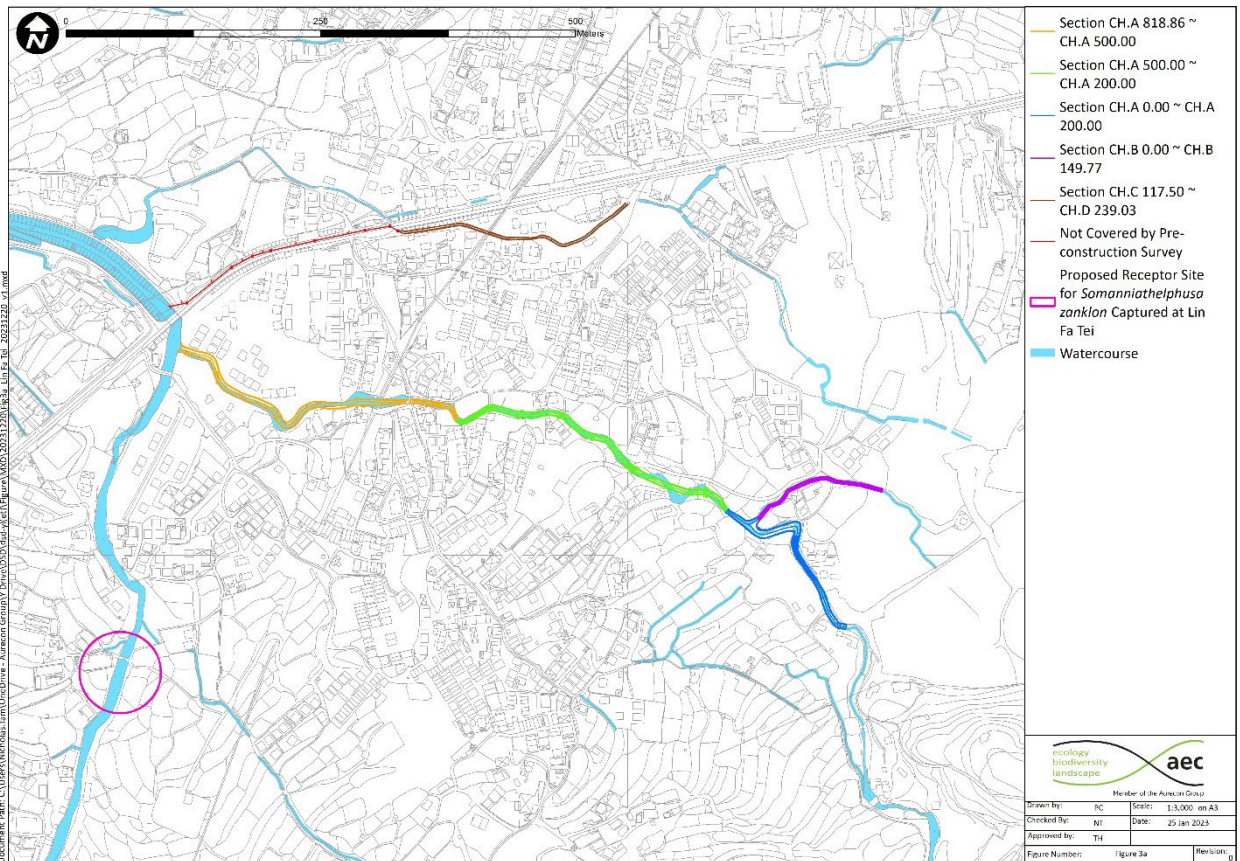 N
0
250
500
Meters
Section CH.A 818.86 ~
CH.A 500.00
Section CH.A 500.00 ~
CH.A 200.00
Section CH.A 0.00 ~ CH.A
200.00
Section CH.B 0.00 ~ CH.B
149.77
Section CH.C 117.50 ~
CH.D 239.03
Not Covered by Pre-
construction Survey
Proposed Receptor Site
for Somanniathelphusa
zanklon Captured at Lin
Fa Tei
Watercourse
ecology
biodiversity
landscape
aec
Member of the Aurecon Group
Drawn by: PC Scale: 1:3,000 on A3
Checked By: NT Date: 25 Jan 2023
Approved by: TH
Figure Number: Figure 3a Revision: 0